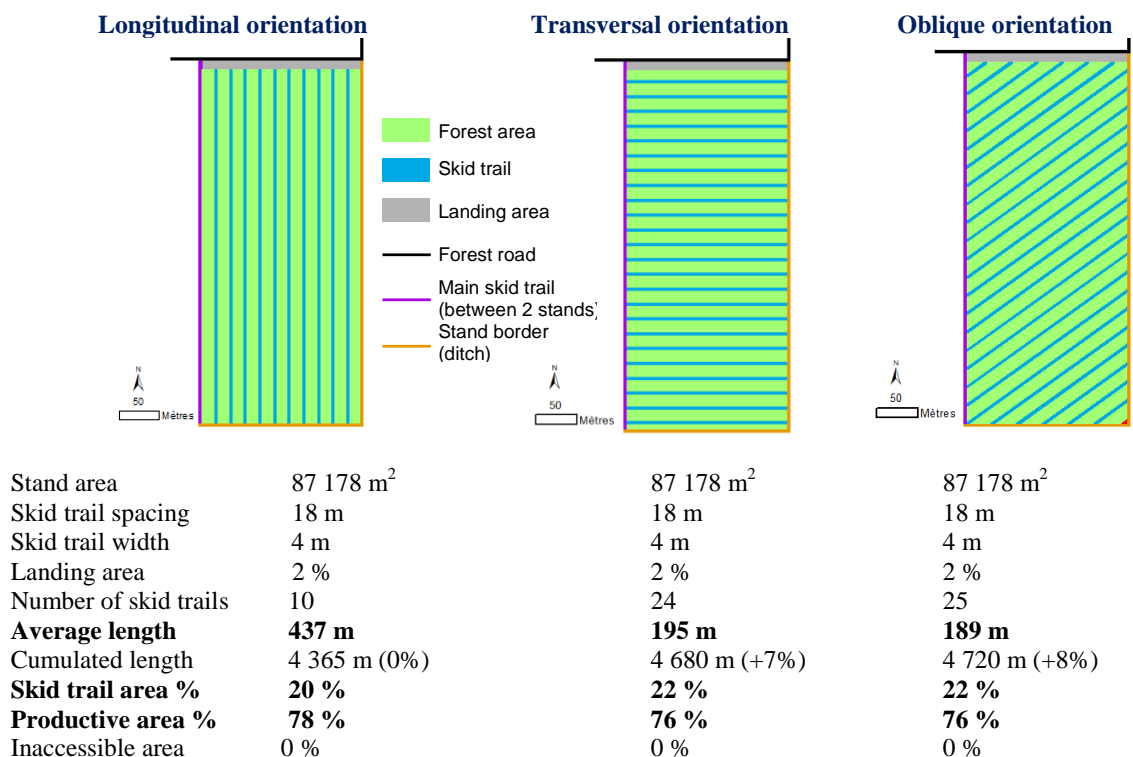 Longitudinal orientation Transversal orientation Oblique orientation
Forest area
Skid trail
Landing area
Forest road
Main skid trail
(between 2 stands)
Stand border
(ditch)
N
50
Mètres
N
50
Mètres
N
50
Mètres
Stand area 87 178 m² 87 178 m² 87 178 m²
Skid trail spacing 18 m 18 m 18 m
Skid trail width 4 m 4 m 4 m
Landing area 2 % 2 % 2 %
Number of skid trails 10 24 25
Average length 437 m 195 m 189 m
Cumulated length 4 365 m (0%) 4 680 m (+7%) 4 720 m (+8%)
Skid trail area % 20 % 22 % 22 %
Productive area % 78 % 76 % 76 %
Inaccessible area 0 % 0 % 0 %